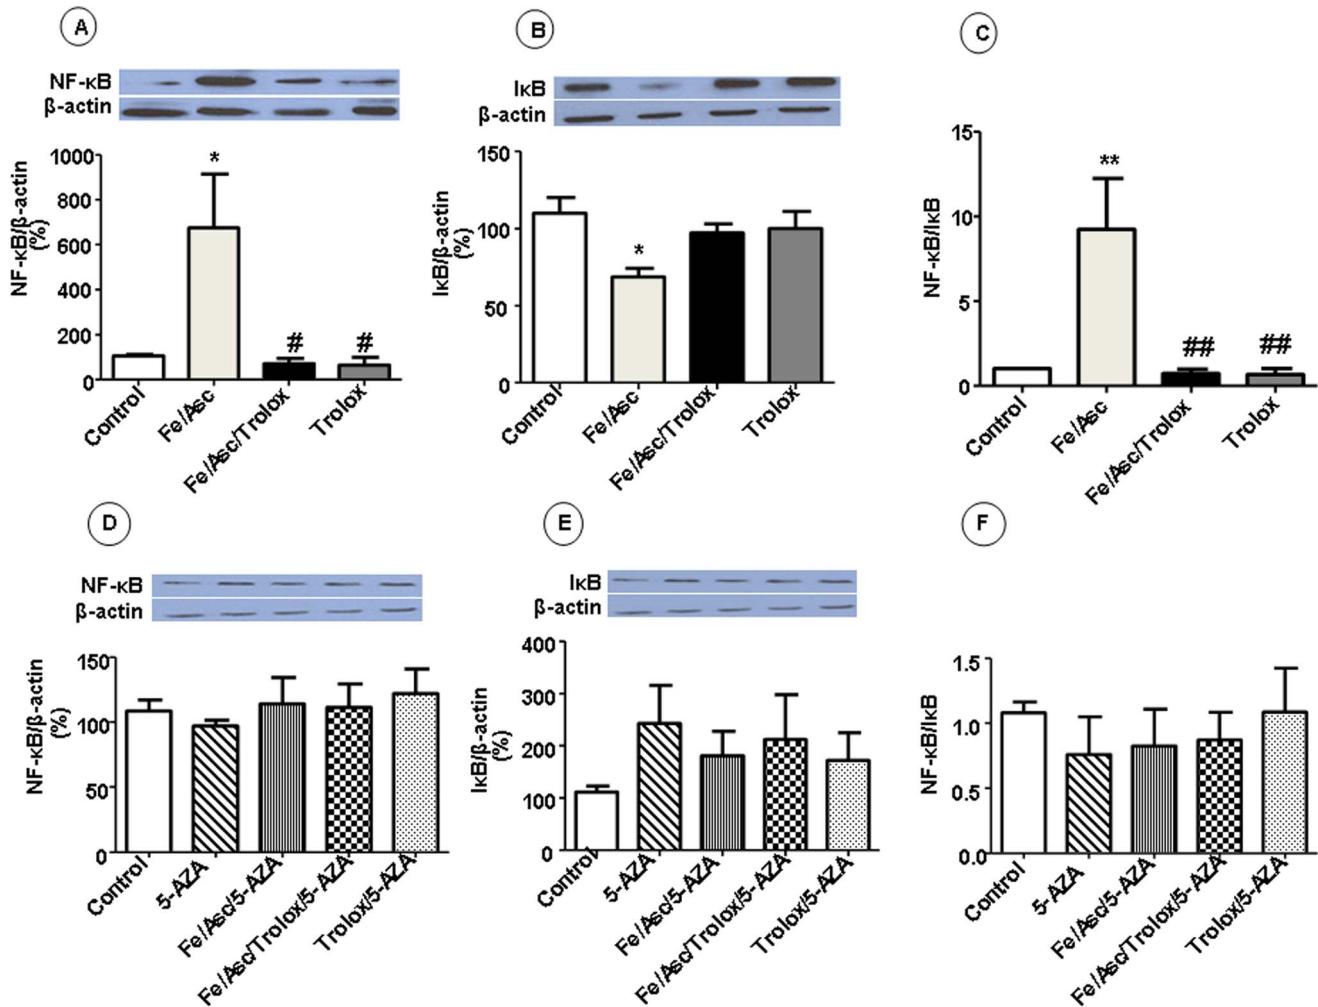 A
NF-κB
β-actin
NF-κB/β-actin
(%)
1000
800
600
400
200
0
*
#
#
Control
Fe/Asc
Fe/Asc/Trolox
Trolox
B
IκB
β-actin
IκB/β-actin
(%)
150
100
50
0
*
Control
Fe/Asc
Fe/Asc/Trolox
Trolox
C
NF-κB/IκB
15
10
5
0
**
##
##
Control
Fe/Asc
Fe/Asc/Trolox
Trolox
D
NF-κB
β-actin
NF-κB/β-actin
(%)
150
100
50
0
Control
5-AZA
Fe/Asc/5-AZA
Fe/Asc/Trolox/5-AZA
Trolox/5-AZA
E
IκB
β-actin
IκB/β-actin
(%)
400
300
200
100
0
Control
5-AZA
Fe/Asc/5-AZA
Fe/Asc/Trolox/5-AZA
Trolox/5-AZA
F
NF-κB/IκB
1.5
1.0
0.5
0.0
Control
5-AZA
Fe/Asc/5-AZA
Fe/Asc/Trolox/5-AZA
Trolox/5-AZA